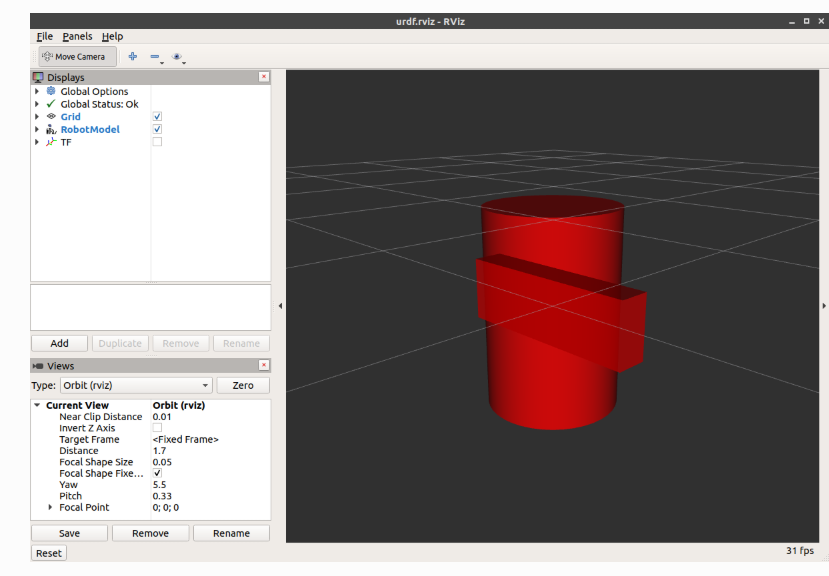 urdf.rviz - RViz
File Panels Help
Move Camera
Displays
Global Options
Global Status: Ok
Grid
RobotModel
TF
Add Duplicate Remove Rename
Views
Type: Orbit (rviz) Zero
Current View Orbit (rviz)
Near Clip Distance 0.01
Invert Z Axis
Target Frame <Fixed Frame>
Distance 1.7
Focal Shape Size 0.05
Focal Shape Fixe...
Yaw 5.5
Pitch 0.33
Focal Point 0; 0; 0
Save Remove Rename
Reset 31 fps